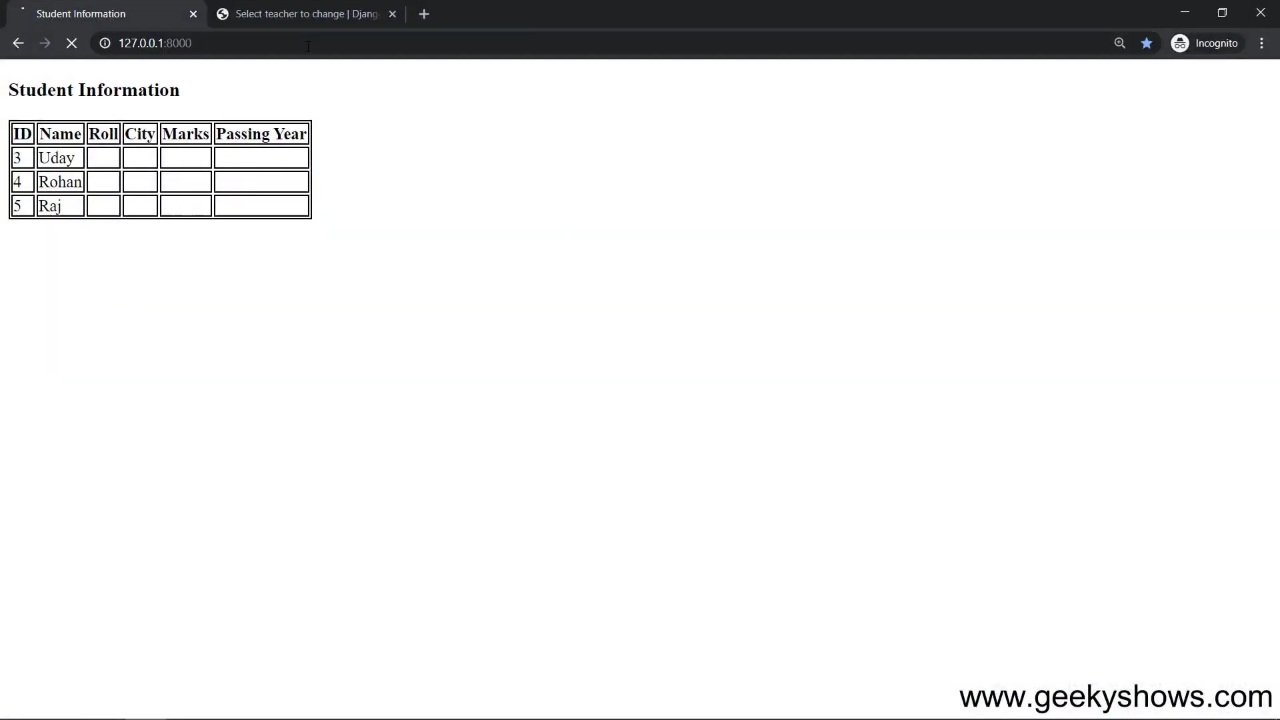 Student Information
Select teacher to change | Djang
127.0.0.1:8000
Incognito
Student Information
ID Name Roll City Marks Passing Year
3 Uday
4 Rohan
5 Raj
www.geekyshows.com